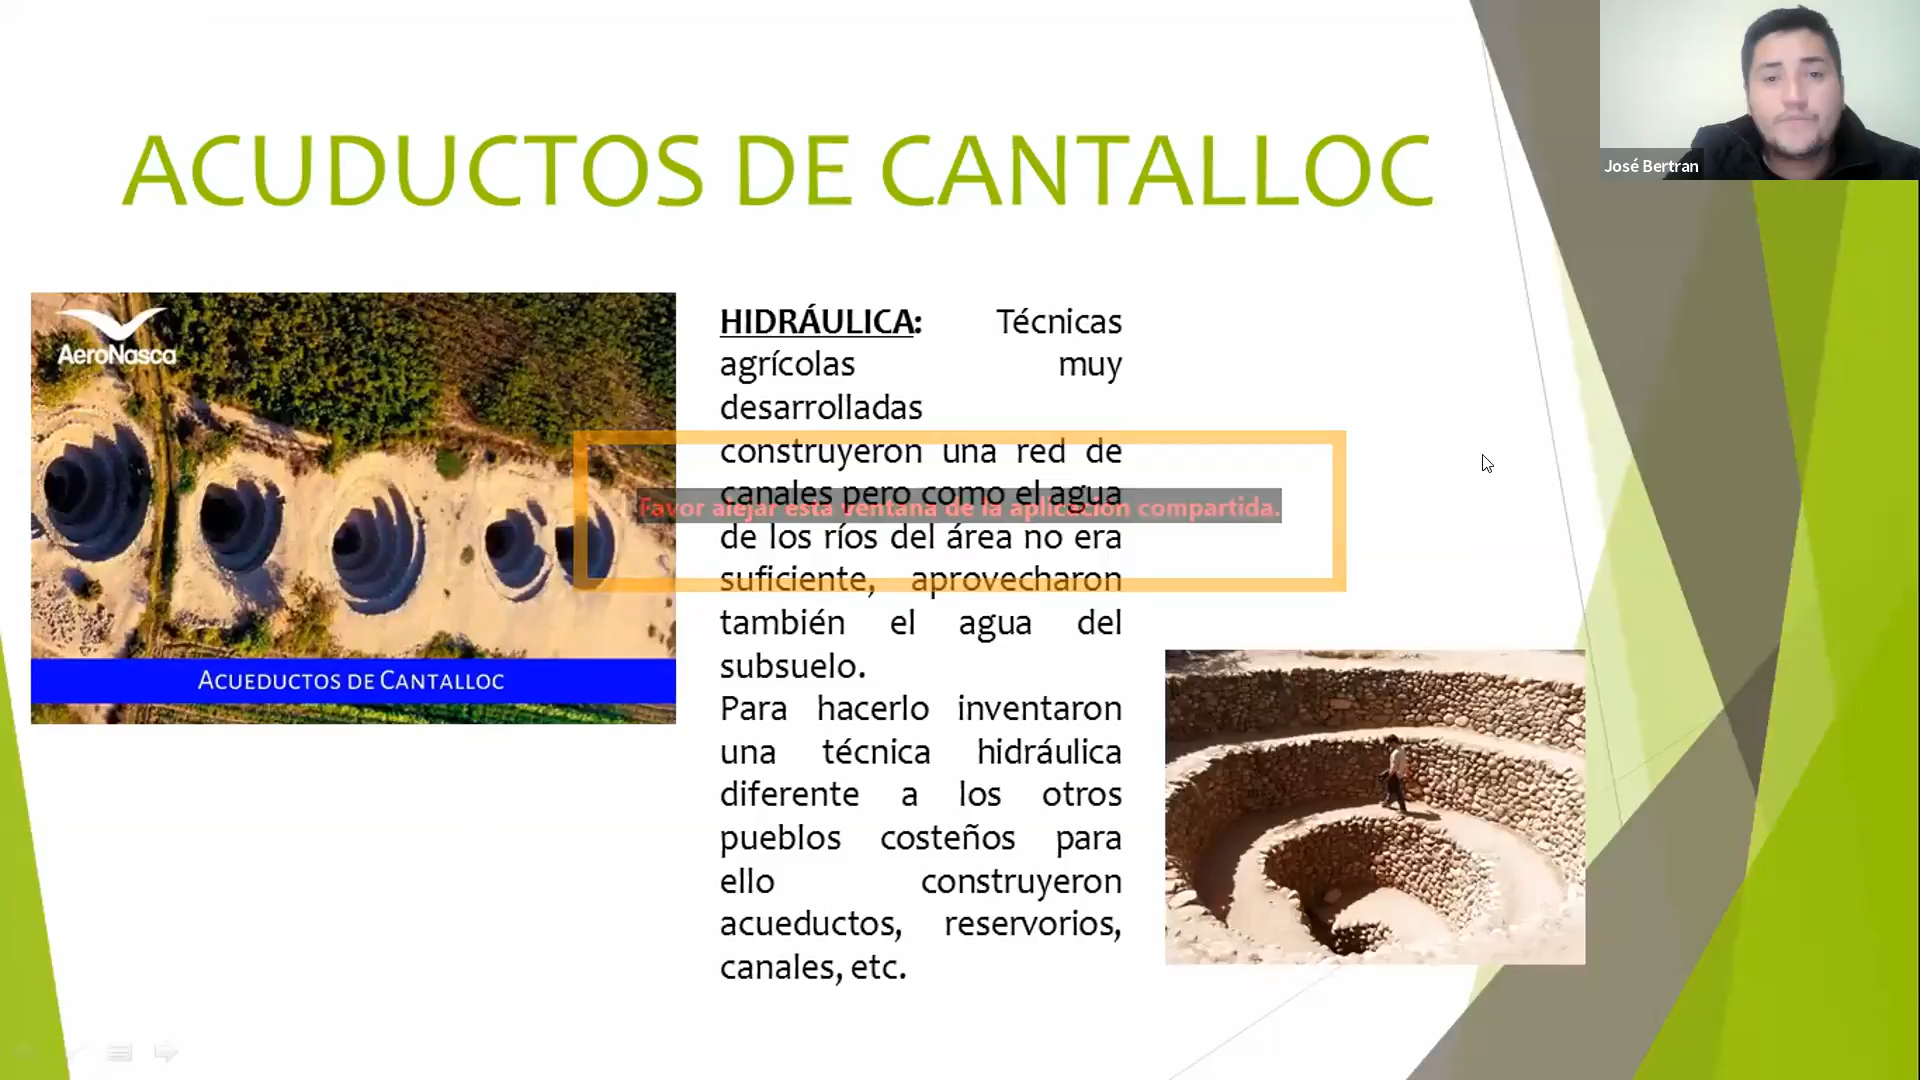 ACUDUCTOS DE CANTALLOC
José Bertran
AeroNasca
ACUEDUCTOS DE CANTALLOC
HIDRÁULICA: Técnicas
agrícolas muy
desarrolladas
construyeron una red de
canales pero como el agua
de los ríos del área no era
suficiente, aprovecharon
también el agua del
subsuelo.
Para hacerlo inventaron
una técnica hidráulica
diferente a los otros
pueblos costeños para
ello construyeron
acueductos, reservorios,
canales, etc.
Favor alejar esta ventana de la aplicación compartida.